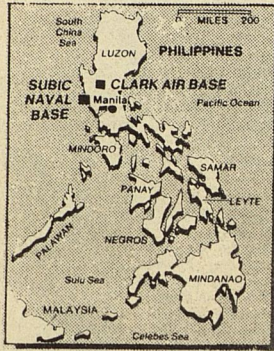 0 MILES 200
South
China
Sea
LUZON
PHILIPPINES
SUBIC
NAVAL
BASE
CLARK AIR BASE
Manila
Pacific Ocean
MINDORO
SAMAR
PANAY
LEYTE
PALAWAN
NEGROS
Sulu Sea
MINDANAO
MALAYSIA
Celebes Sea